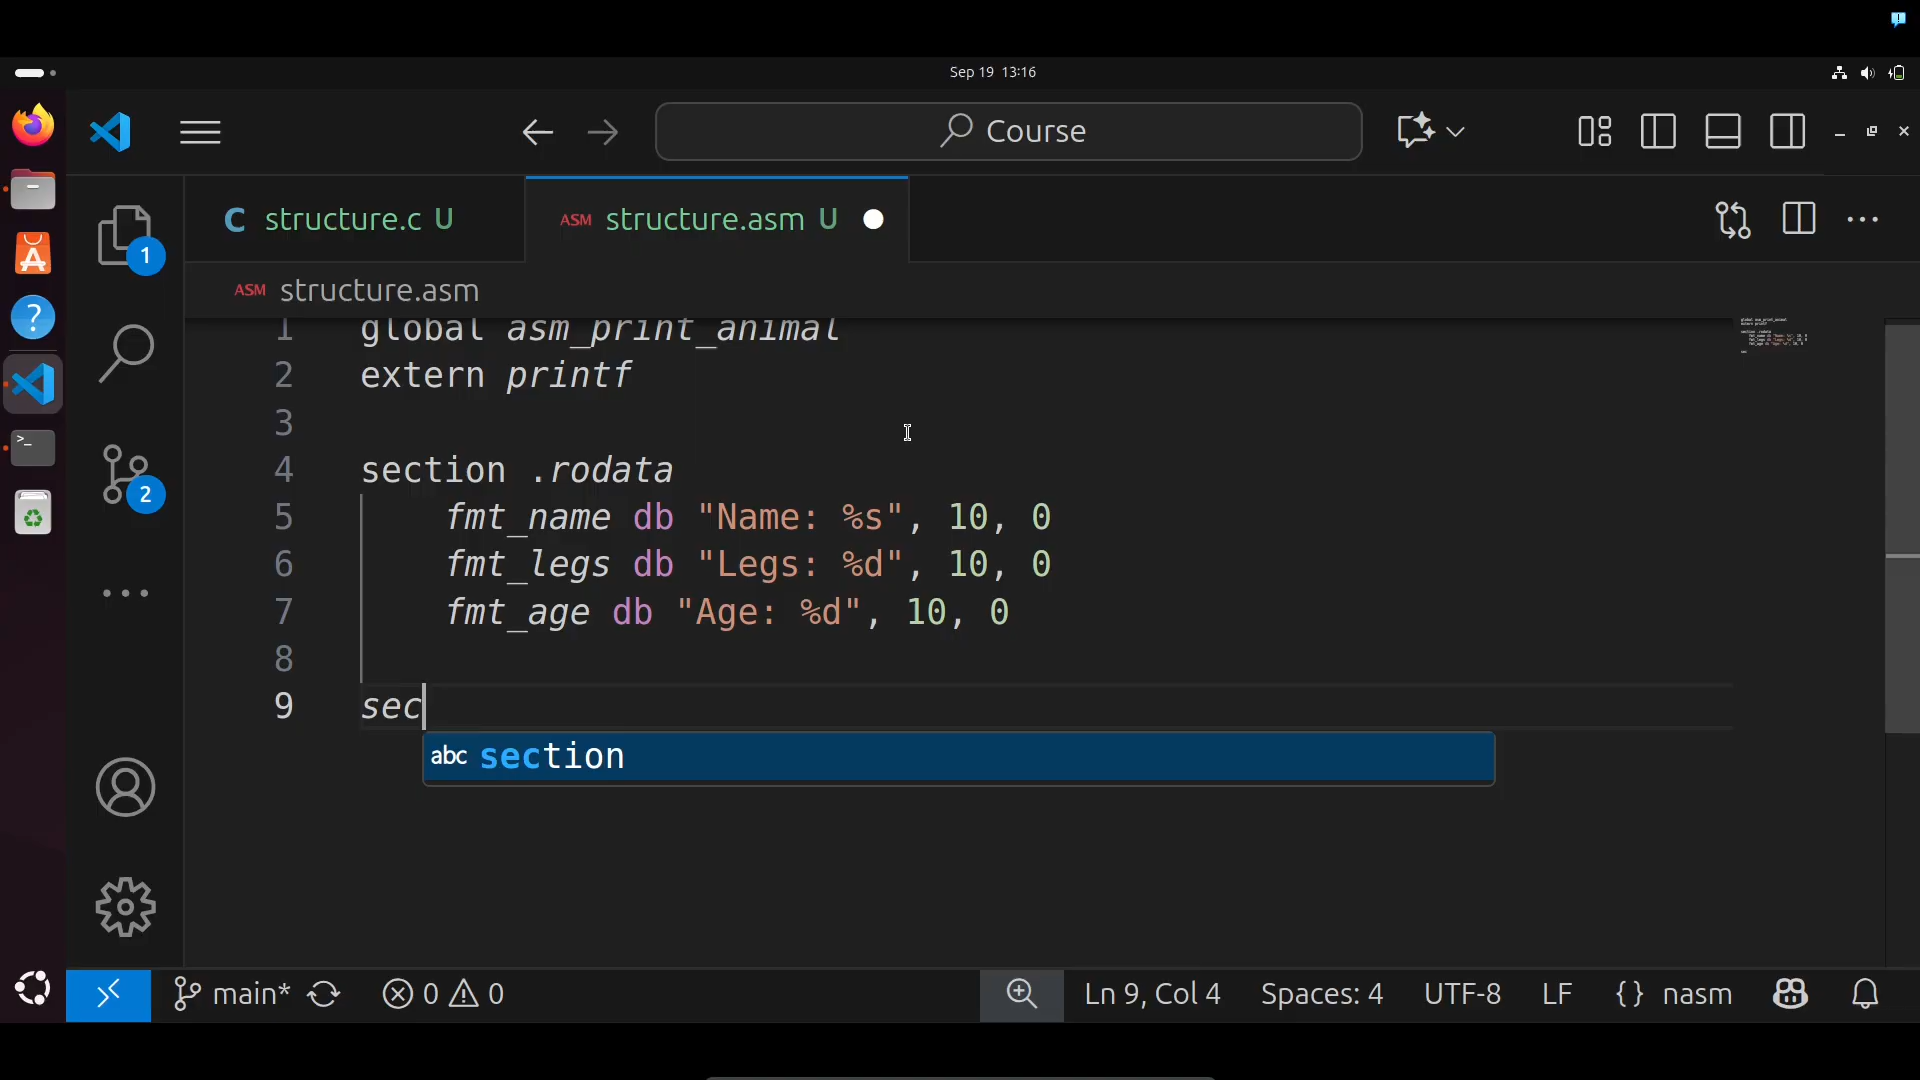 Sep 19 13:16
Course
C structure.c U
ASM structure.asm U
ASM structure.asm
1 global asm_print_animal
2 extern printf
3
4 section .rodata
5 fmt_name db "Name: %s", 10, 0
6 fmt_legs db "Legs: %d", 10, 0
7 fmt_age db "Age: %d", 10, 0
8
9 sec
abc section
1
2
main* 0 0 Ln 9, Col 4 Spaces: 4 UTF-8 LF {} nasm